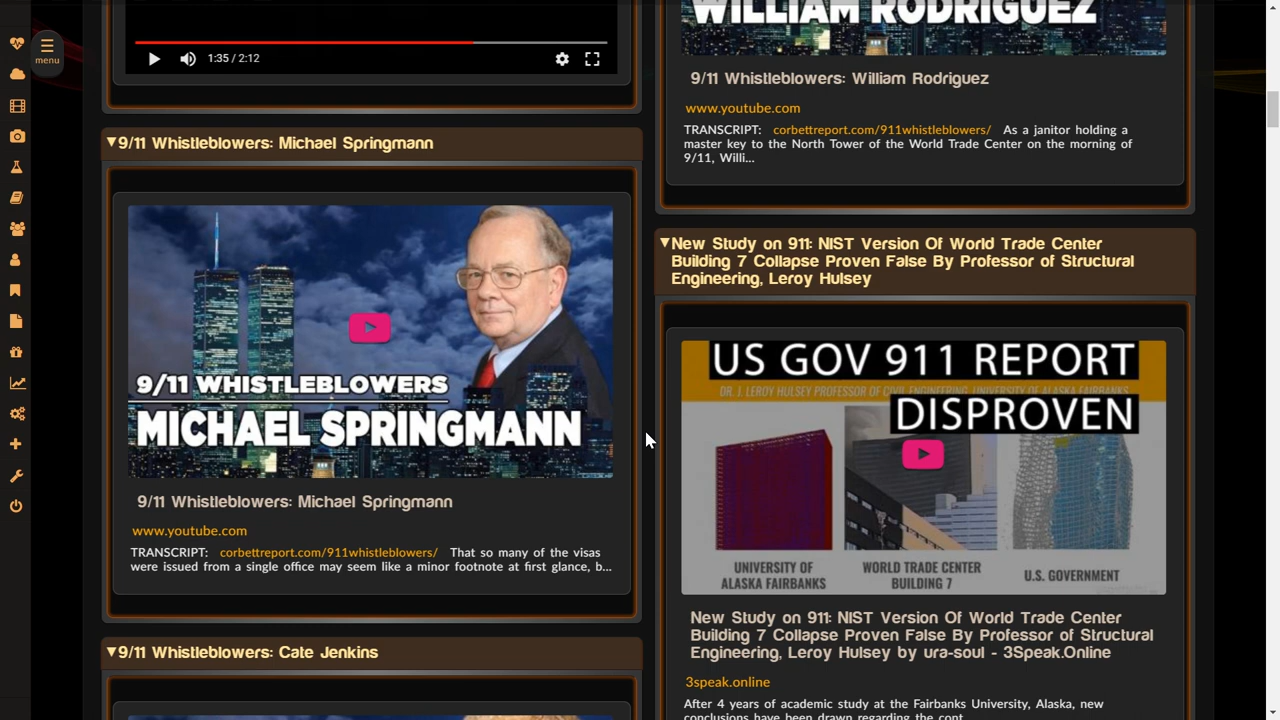 menu
1:35 / 2:12
▼9/11 Whistleblowers: Michael Springmann
9/11 WHISTLEBLOWERS
MICHAEL SPRINGMANN
9/11 Whistleblowers: Michael Springmann
www.youtube.com
TRANSCRIPT: corbettreport.com/911whistleblowers/ That so many of the visas
were issued from a single office may seem like a minor footnote at first glance, b...
▼9/11 Whistleblowers: Cate Jenkins
WILLIAM RODRIGUEZ
9/11 Whistleblowers: William Rodriguez
www.youtube.com
TRANSCRIPT: corbettreport.com/911whistleblowers/ As a janitor holding a
master key to the North Tower of the World Trade Center on the morning of
9/11, Willi...
▼New Study on 911: NIST Version Of World Trade Center
Building 7 Collapse Proven False By Professor of Structural
Engineering, Leroy Hulsey
US GOV 911 REPORT
DR. J. LEROY HULSEY PROFESSOR OF CIVIL ENGINEERING, UNIVERSITY OF ALASKA FAIRBANKS
DISPROVEN
UNIVERSITY OF
ALASKA FAIRBANKS
WORLD TRADE CENTER
BUILDING 7
U.S. GOVERNMENT
New Study on 911: NIST Version Of World Trade Center
Building 7 Collapse Proven False By Professor of Structural
Engineering, Leroy Hulsey by ura-soul - 3Speak.Online
3speak.online
After 4 years of academic study at the Fairbanks University, Alaska, new
conclusions have been drawn regarding the cont